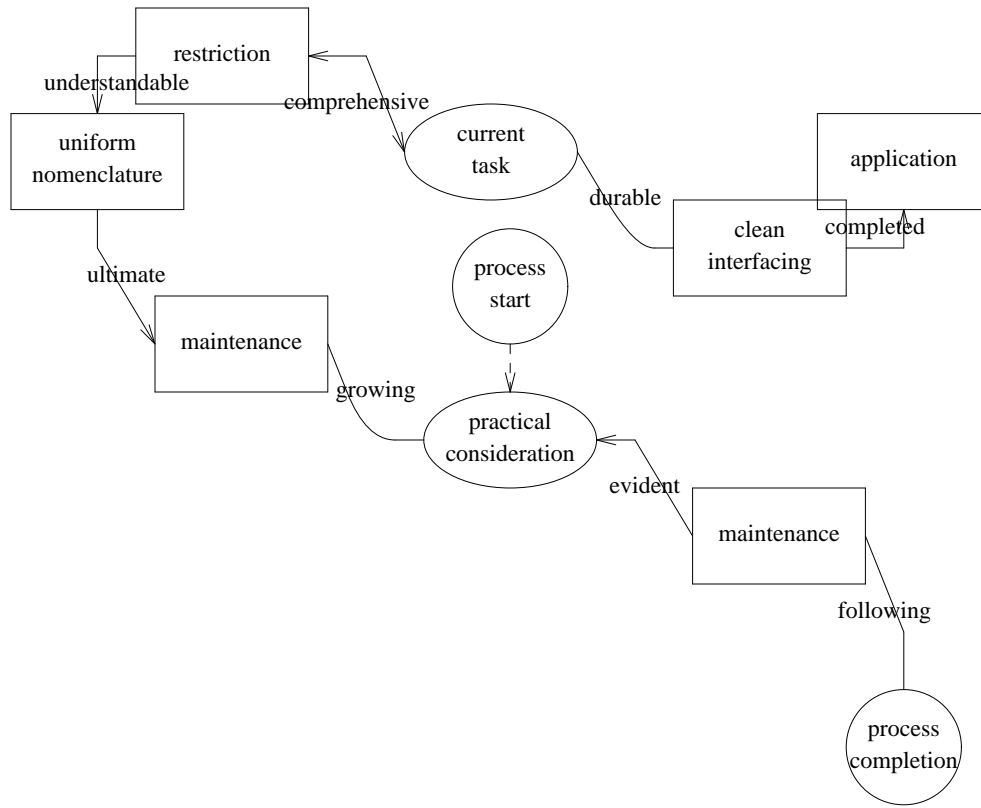 restriction
understandable
comprehensive
current
task
uniform
nomenclature
application
durable
clean
interfacing
completed
process
start
ultimate
maintenance
growing
practical
consideration
evident
maintenance
following
process
completion